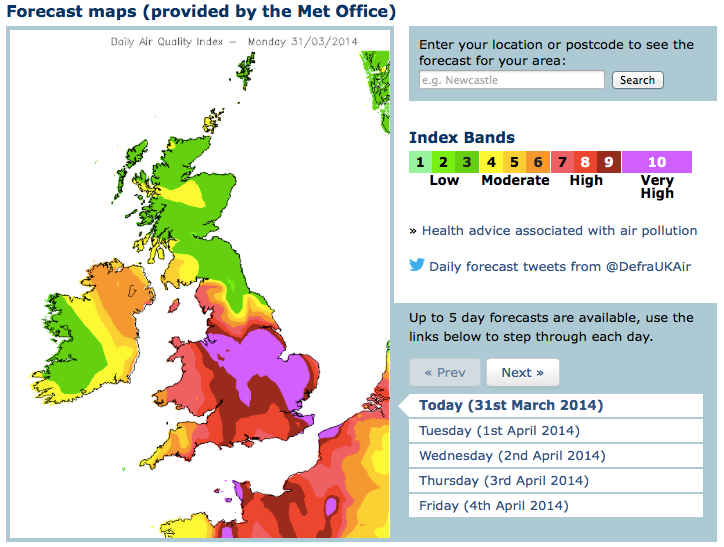 Forecast maps (provided by the Met Office)
Daily Air Quality Index – Monday 31/03/2014
Enter your location or postcode to see the
forecast for your area:
e.g. Newcastle
Search
Index Bands
1 2 3 4 5 6 7 8 9 10
Low Moderate High Very
High
» Health advice associated with air pollution
Daily forecast tweets from @DefraUKAir
Up to 5 day forecasts are available, use the
links below to step through each day.
« Prev Next »
Today (31st March 2014)
Tuesday (1st April 2014)
Wednesday (2nd April 2014)
Thursday (3rd April 2014)
Friday (4th April 2014)